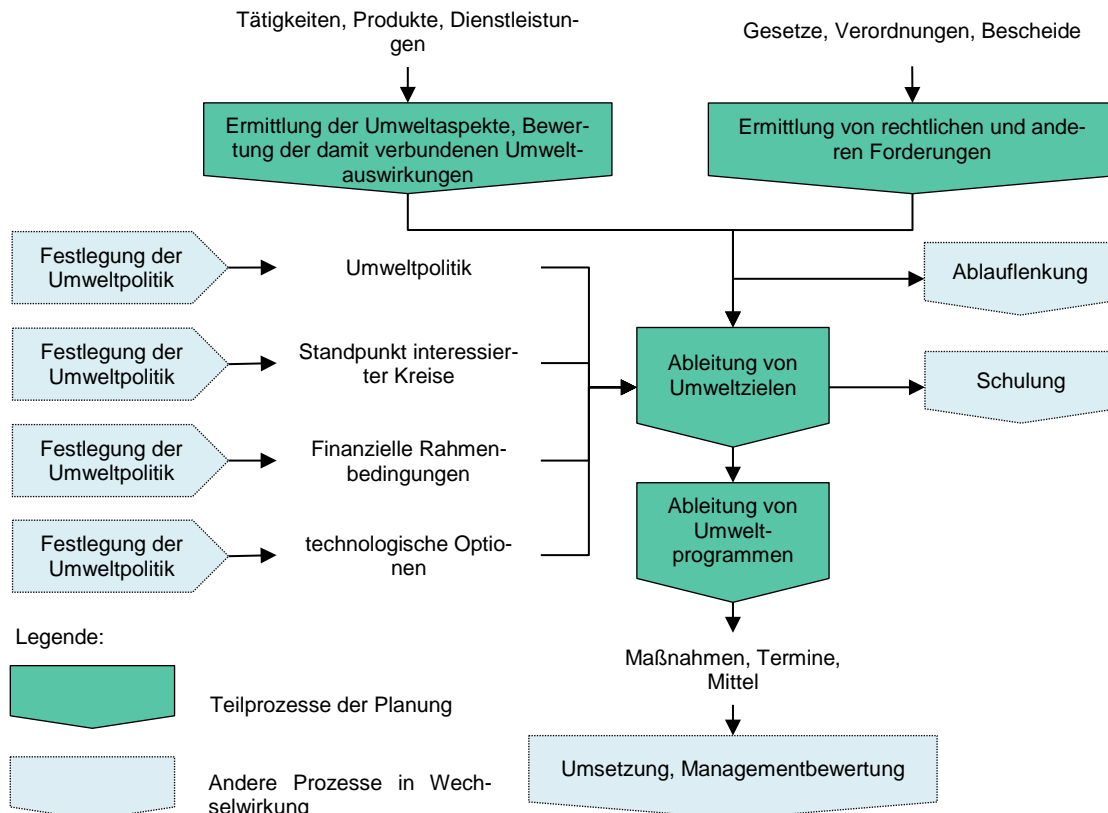 Tätigkeiten, Produkte, Dienstleistun-
gen
Gesetze, Verordnungen, Bescheide
Ermittlung der Umweltaspekte, Bewer-
tung der damit verbundenen Umwelt-
auswirkungen
Ermittlung von rechtlichen und ande-
ren Forderungen
Festlegung der
Umweltpolitik
Umweltpolitik
Ablauflenkung
Festlegung der
Umweltpolitik
Standpunkt interessier-
ter Kreise
Ableitung von
Umweltzielen
Schulung
Festlegung der
Umweltpolitik
Finanzielle Rahmen-
bedingungen
Ableitung von
Umwelt-
programmen
Festlegung der
Umweltpolitik
technologische Optio-
nen
Legende:
Maßnahmen, Termine,
Mittel
Teilprozesse der Planung
Umsetzung, Managementbewertung
Andere Prozesse in Wech-
selwirkung